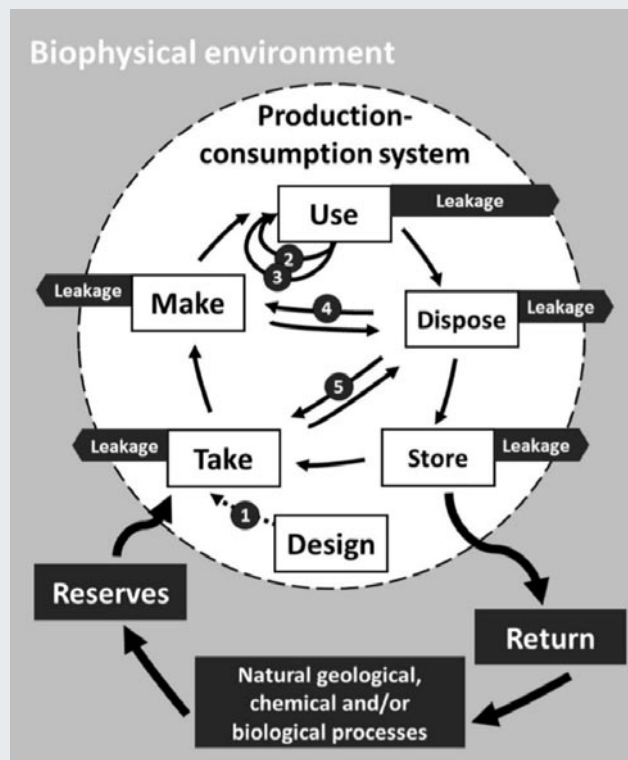 Biophysical environment
Production-
consumption system
Use
Leakage
2
3
Leakage
Make
4
Dispose
Leakage
5
Leakage
Take
Store
Leakage
1
Design
Reserves
Return
Natural geological,
chemical and/or
biological processes